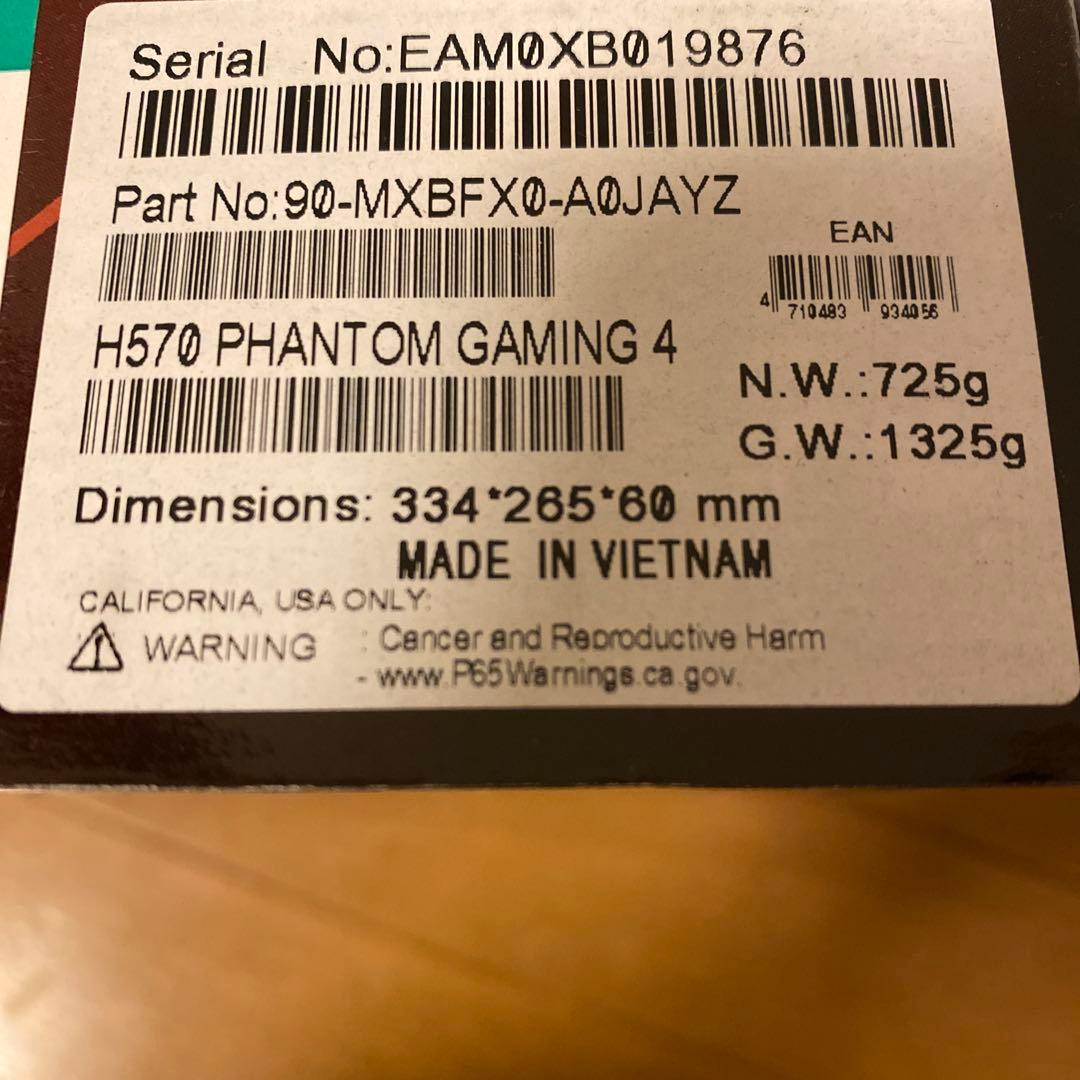 Serial No:EAM0XB019876
Part No:90-MXBFX0-A0JAYZ
EAN
4 710483 934056
H570 PHANTOM GAMING 4
N.W.:725g
G.W.:1325g
Dimensions: 334*265*60 mm
MADE IN VIETNAM
CALIFORNIA, USA ONLY:
WARNING : Cancer and Reproductive Harm
- www.P65Warnings.ca.gov.